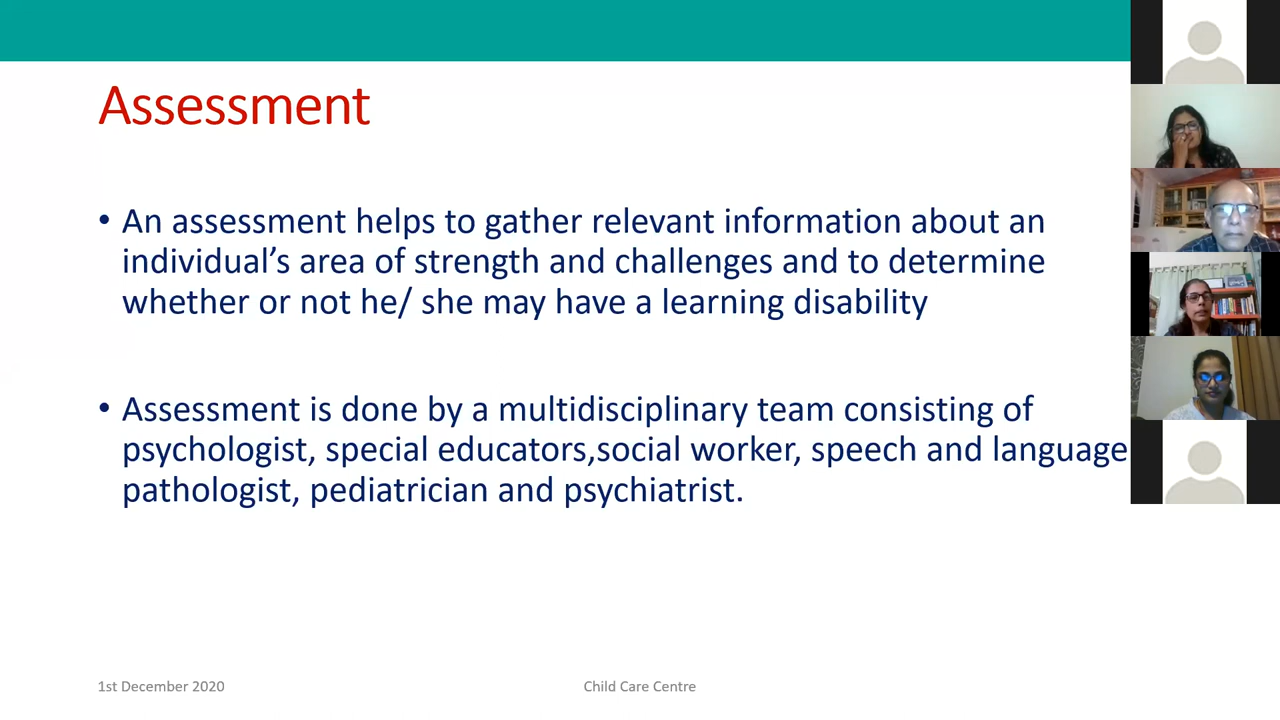 Assessment
• An assessment helps to gather relevant information about an
individual’s area of strength and challenges and to determine
whether or not he/ she may have a learning disability
• Assessment is done by a multidisciplinary team consisting of
psychologist, special educators,social worker, speech and language
pathologist, pediatrician and psychiatrist.
1st December 2020
Child Care Centre